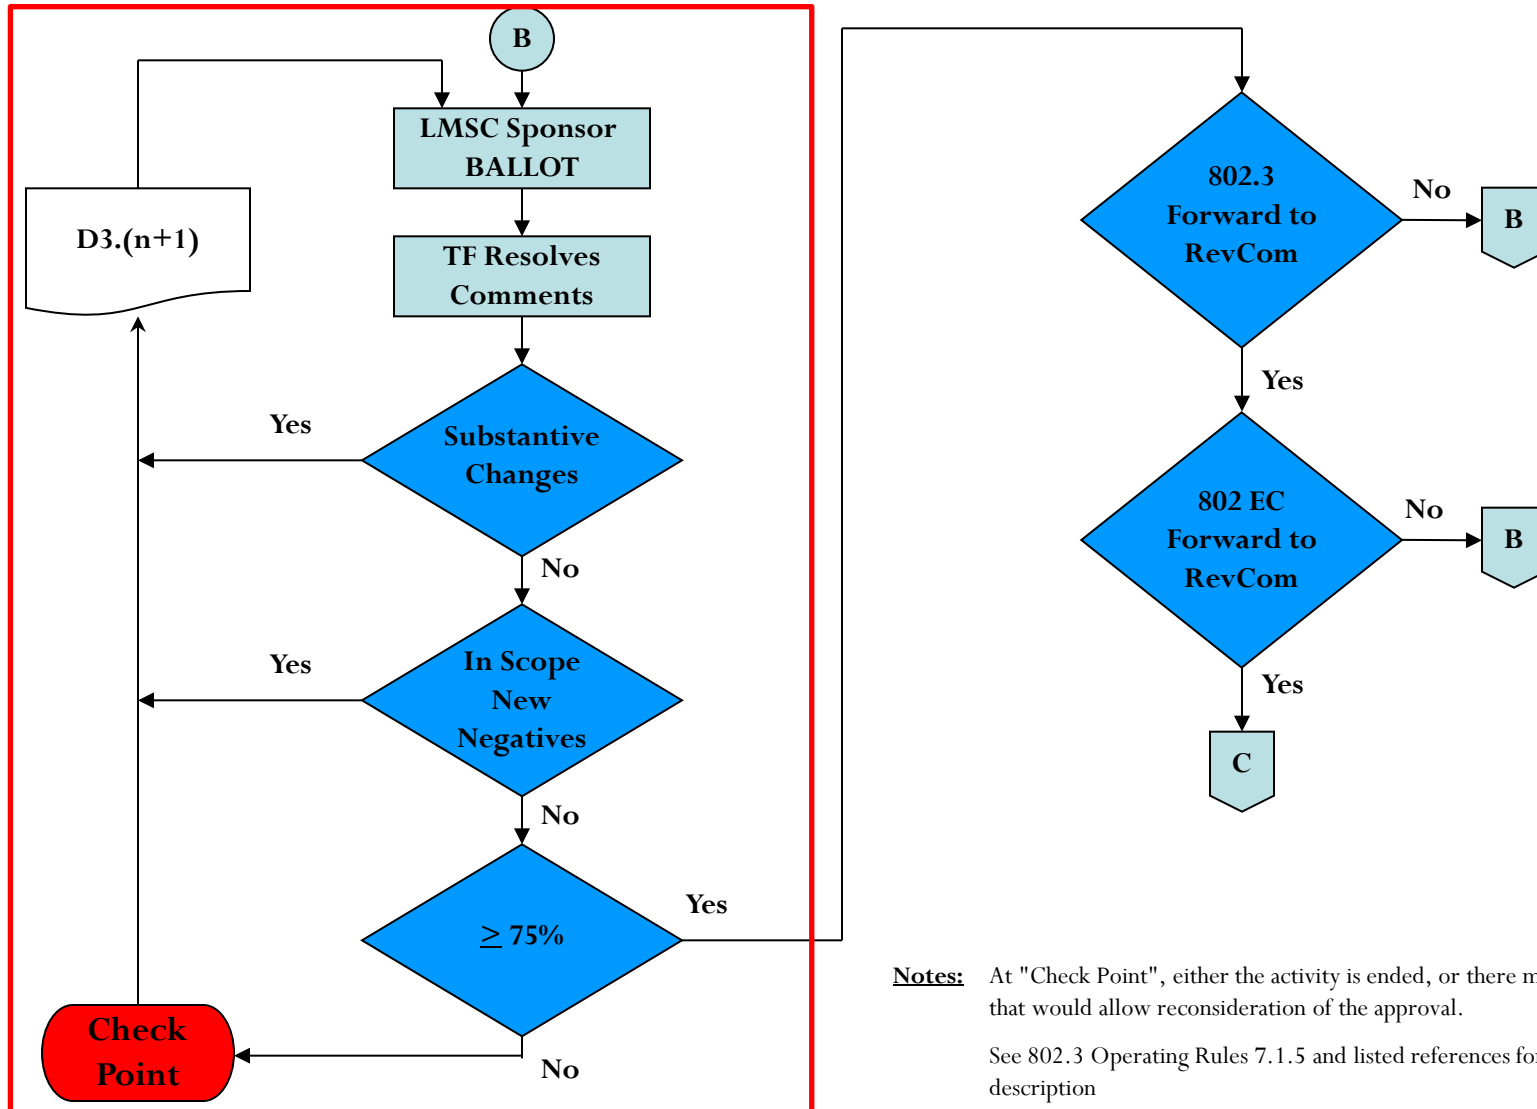 B
LMSC Sponsor
BALLOT
D3.(n+1)
TF Resolves
Comments
Yes
Substantive
Changes
No
Yes
In Scope
New
Negatives
No
≥ 75%
Yes
No
Check
Point
802.3
Forward to
RevCom
No
B
Yes
802 EC
Forward to
RevCom
No
B
Yes
C
Notes: At "Check Point", either the activity is ended, or there
that would allow reconsideration of the approval.
See 802.3 Operating Rules 7.1.5 and listed references for
description